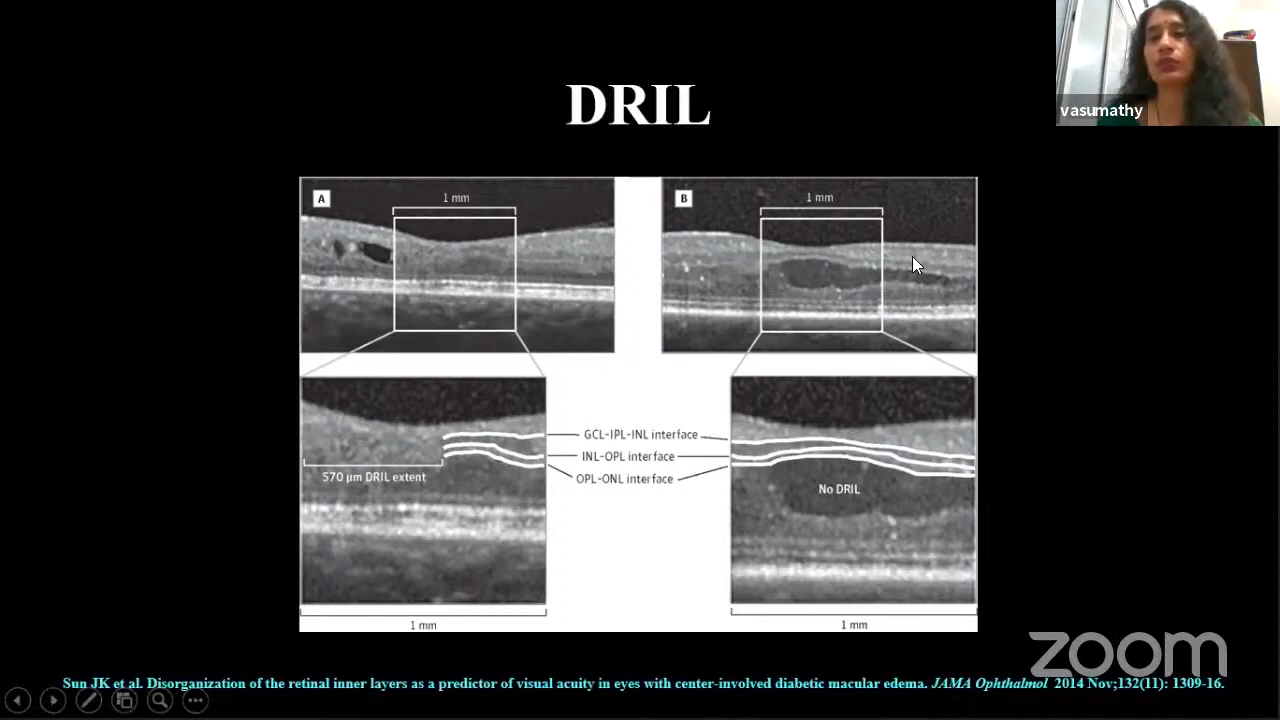 DRIL
vasumathy
A
1 mm
B
1 mm
GCL-IPL-INL interface
INL-OPL interface
OPL-ONL interface
570 µm DRIL extent
No DRIL
1 mm
1 mm
zoom
Sun JK et al. Disorganization of the retinal inner layers as a predictor of visual acuity in eyes with center-involved diabetic macular edema. JAMA Ophthalmol 2014 Nov;132(11): 1309-16.